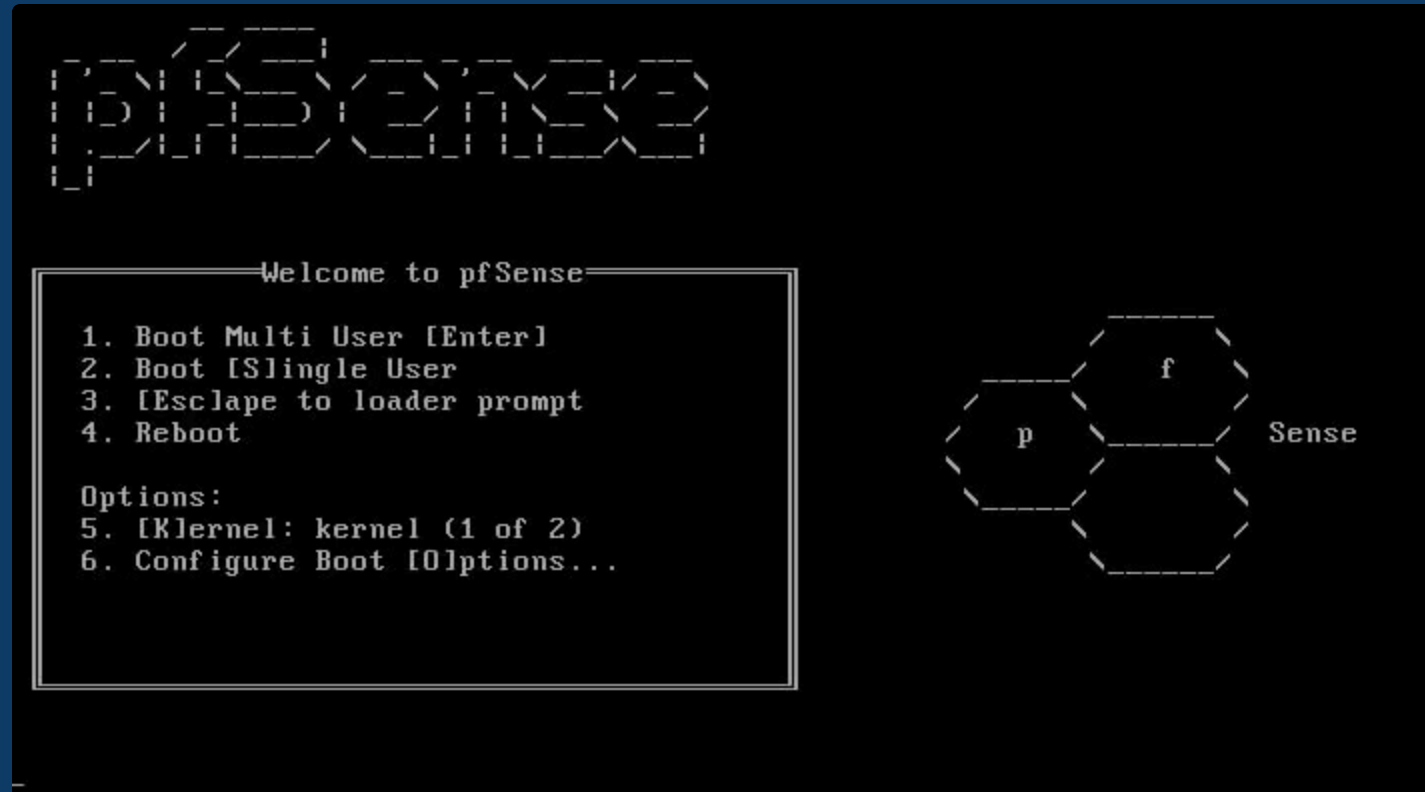 pfSense
Welcome to pfSense
1. Boot Multi User [Enter]
2. Boot [S]ingle User
3. [Esc]ape to loader prompt
4. Reboot
Options:
5. [K]ernel: kernel (1 of 2)
6. Configure Boot [O]ptions...
f
p
Sense